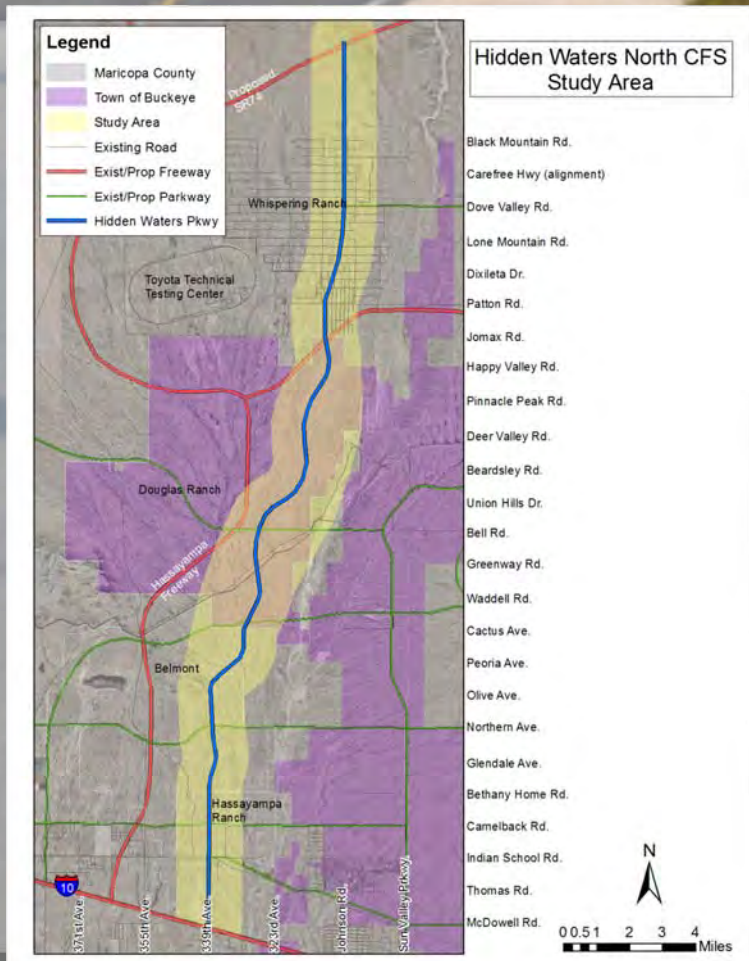 Legend
Maricopa County
Town of Buckeye
Study Area
Existing Road
Exist/Prop Freeway
Exist/Prop Parkway
Hidden Waters Pkwy
Hidden Waters North CFS
Study Area
Proposed
SR74
Whispering Ranch
Toyota Technical
Testing Center
Douglas Ranch
Hassayampa
Freeway
Belmont
Hassayampa
Ranch
10
371st Ave
355th Ave
339th Ave
323rd Ave
Johnson Rd
Sun Valley Prkwy
Black Mountain Rd.
Carefree Hwy (alignment)
Dove Valley Rd.
Lone Mountain Rd.
Dixileta Dr.
Patton Rd.
Jomax Rd.
Happy Valley Rd.
Pinnacle Peak Rd.
Deer Valley Rd.
Beardsley Rd.
Union Hills Dr.
Bell Rd.
Greenway Rd.
Waddell Rd.
Cactus Ave.
Peoria Ave.
Olive Ave.
Northern Ave.
Glendale Ave.
Bethany Home Rd.
Camelback Rd.
Indian School Rd.
Thomas Rd.
McDowell Rd.
N
0 0.5 1 2 3 4
Miles